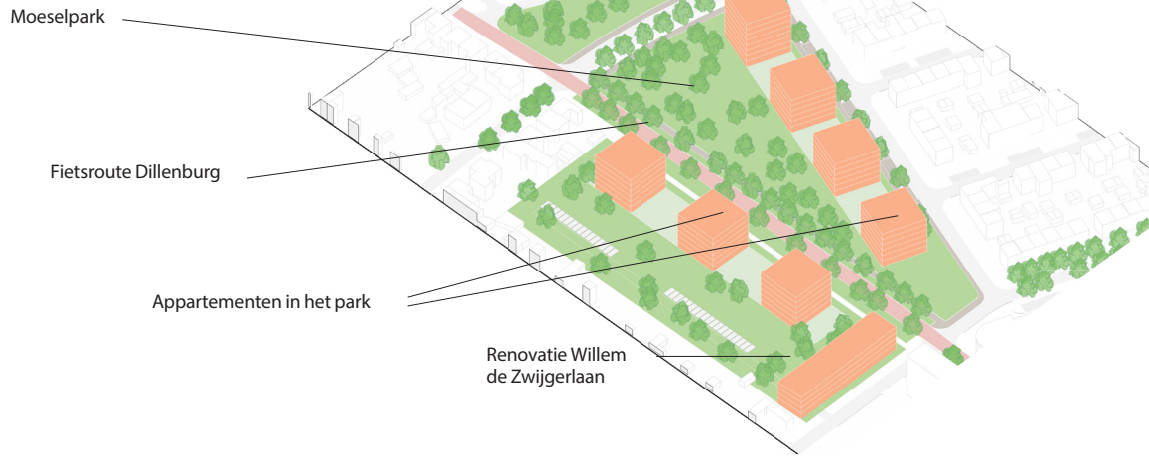 Moeselpark
Fietsroute Dillenburg
Appartementen in het park
Renovatie Willem
de Zwijgerlaan